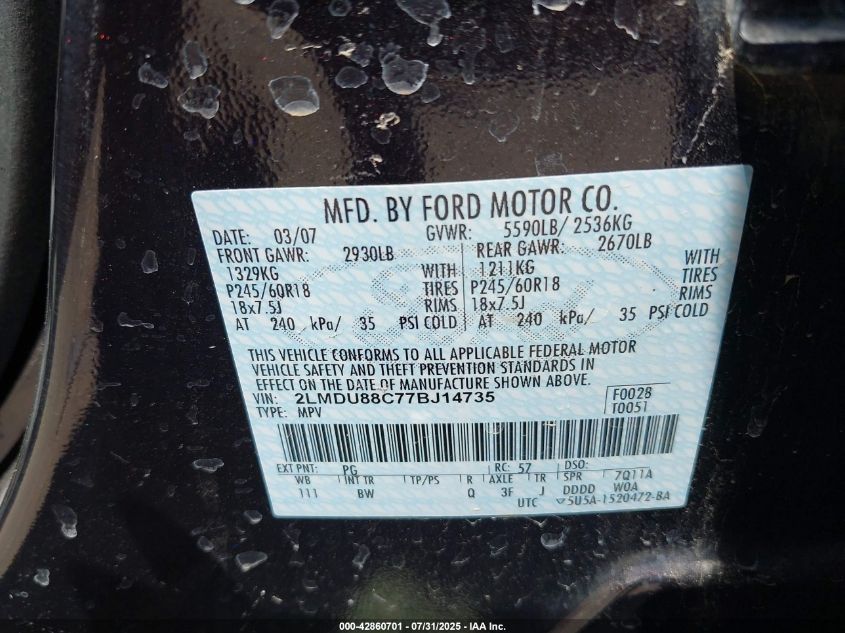 MFD. BY FORD MOTOR CO.
DATE: 03/07 GVWR: 5590LB/ 2536KG
FRONT GAWR: 2930LB REAR GAWR: 2670LB
1329KG WITH 1211KG WITH
P245/60R18 TIRES P245/60R18 TIRES
18x7.5J RIMS 18x7.5J RIMS
AT 240 kPa/ 35 PSI COLD AT 240 kPa/ 35 PSI COLD
THIS VEHICLE CONFORMS TO ALL APPLICABLE FEDERAL MOTOR
VEHICLE SAFETY AND THEFT PREVENTION STANDARDS IN
EFFECT ON THE DATE OF MANUFACTURE SHOWN ABOVE.
VIN: 2LMDU88C77BJ14735 F0028
TYPE: MPV T0051
EXT PNT: PG RC: 57 DSO:
WB INT TR TP/PS R AXLE TR SPR 7Q11A
111 BW Q 3F J DDDD WOA
UTC 5U5A-1520472-BA
000-42860701 - 07/31/2025 - IAA Inc.